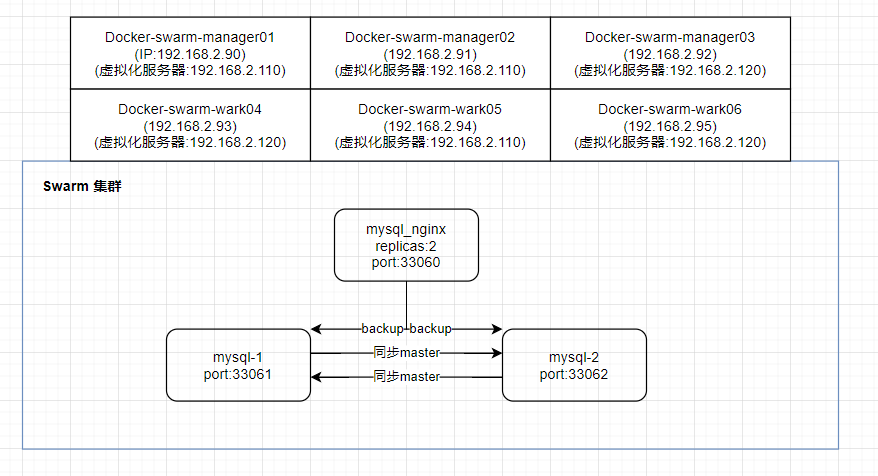 Docker-swarm-manager01
(IP:192.168.2.90)
(虚拟化服务器:192.168.2.110)
Docker-swarm-manager02
(192.168.2.91)
(虚拟化服务器:192.168.2.110)
Docker-swarm-manager03
(192.168.2.92)
(虚拟化服务器:192.168.2.120)
Docker-swarm-wark04
(192.168.2.93)
(虚拟化服务器:192.168.2.120)
Docker-swarm-wark05
(192.168.2.94)
(虚拟化服务器:192.168.2.110)
Docker-swarm-wark06
(192.168.2.95)
(虚拟化服务器:192.168.2.120)
Swarm 集群
mysql_nginx
replicas:2
port:33060
backup backup
mysql-1
port:33061
同步master
同步master
mysql-2
port:33062